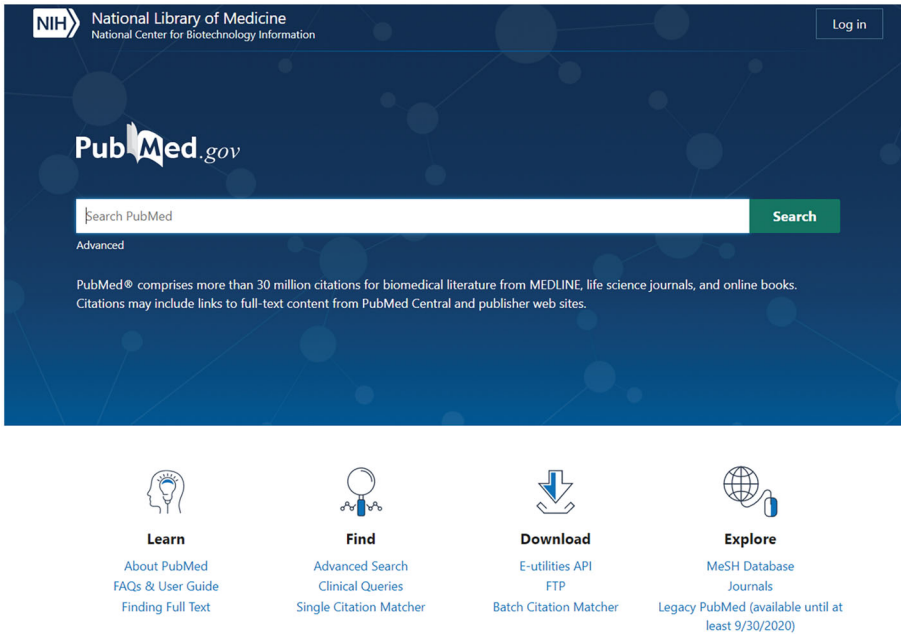 NIH
National Library of Medicine
National Center for Biotechnology Information
Log in
PubMed.gov
Search PubMed
Search
Advanced
PubMed® comprises more than 30 million citations for biomedical literature from MEDLINE, life science journals, and online books.
Citations may include links to full-text content from PubMed Central and publisher web sites.
Learn
About PubMed
FAQs & User Guide
Finding Full Text
Find
Advanced Search
Clinical Queries
Single Citation Matcher
Download
E-utilities API
FTP
Batch Citation Matcher
Explore
MeSH Database
Journals
Legacy PubMed (available until at
least 9/30/2020)